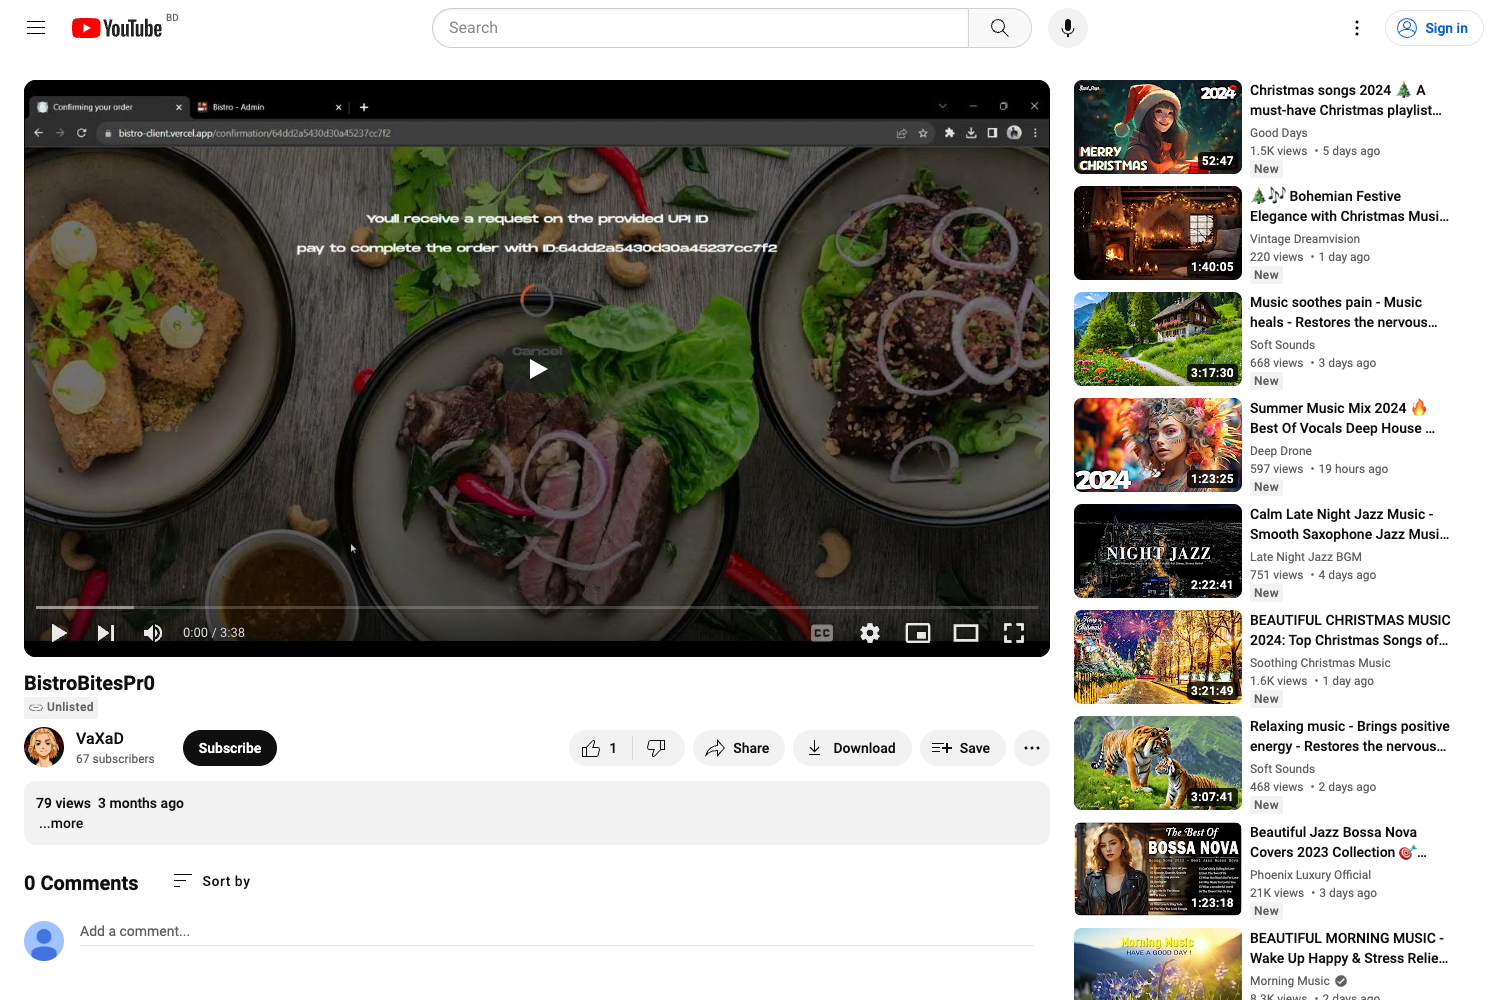 YouTube BD
Search
Sign in
Confirming your order
Bistro - Admin
bistro-client.vercel.app/confirmation/64dd2a5430d30a45237cc7f2
Youll receive a request on the provided UPI ID
pay to complete the order with ID:64dd2a5430d30a45237cc7f2
Cancel
0:00 / 3:38
CC
BistroBitesPr0
Unlisted
VaXaD
67 subscribers
Subscribe
1
Share
Download
Save
79 views 3 months ago
...more
0 Comments
Sort by
Add a comment...
2024
MERRY
CHRISTMAS
52:47
Christmas songs 2024 🎄 A
must-have Christmas playlist...
Good Days
1.5K views • 5 days ago
New
1:40:05
🎄🎶 Bohemian Festive
Elegance with Christmas Musi...
Vintage Dreamvision
220 views • 1 day ago
New
3:17:30
Music soothes pain - Music
heals - Restores the nervous...
Soft Sounds
668 views • 3 days ago
New
2024
1:23:25
Summer Music Mix 2024 🔥
Best Of Vocals Deep House ...
Deep Drone
597 views • 19 hours ago
New
NIGHT JAZZ
2:22:41
Calm Late Night Jazz Music -
Smooth Saxophone Jazz Musi...
Late Night Jazz BGM
751 views • 4 days ago
New
3:21:49
BEAUTIFUL CHRISTMAS MUSIC
2024: Top Christmas Songs of...
Soothing Christmas Music
1.6K views • 1 day ago
New
3:07:41
Relaxing music - Brings positive
energy - Restores the nervous...
Soft Sounds
468 views • 2 days ago
New
The Best Of
BOSSA NOVA
1:23:18
Beautiful Jazz Bossa Nova
Covers 2023 Collection 🎯...
Phoenix Luxury Official
21K views • 3 days ago
New
Morning Music
HAVE A GOOD DAY !
BEAUTIFUL MORNING MUSIC -
Wake Up Happy & Stress Relie...
Morning Music
8.3K views • 2 days ago